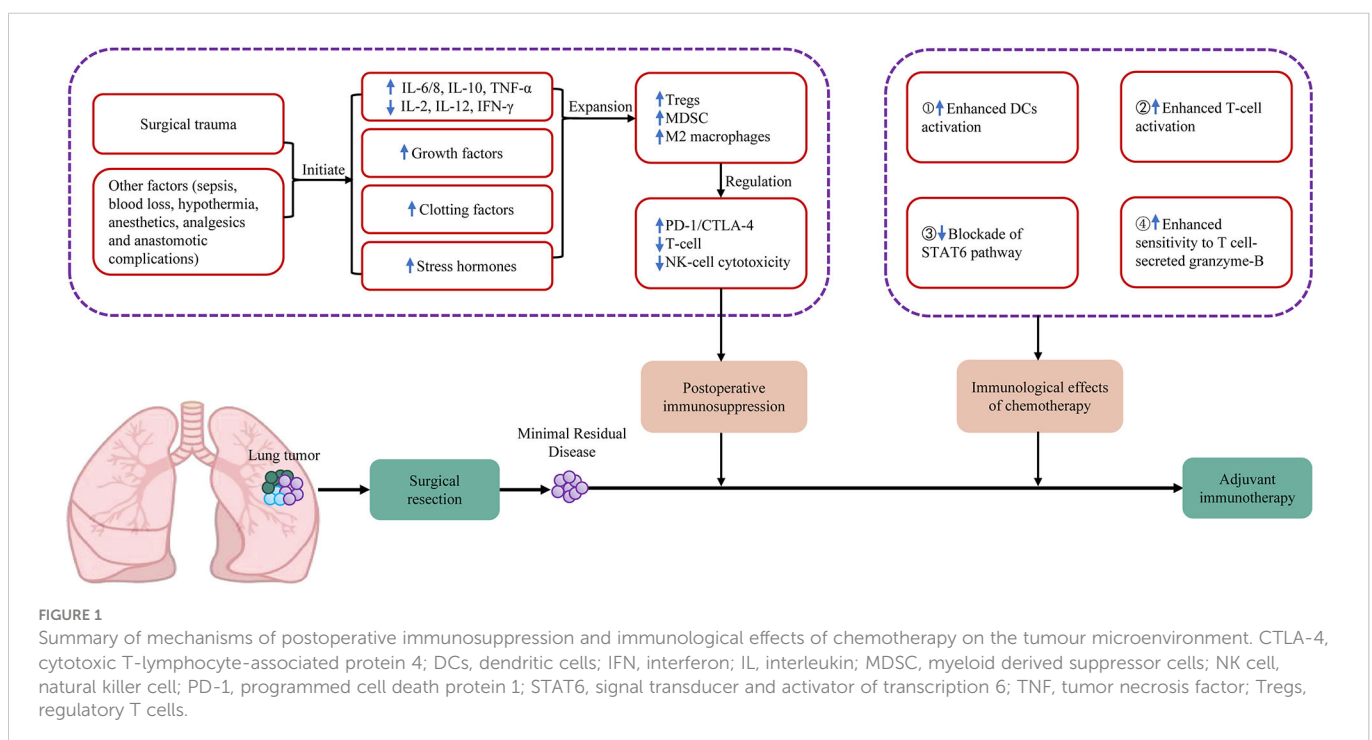 Surgical trauma
Other factors (sepsis,
blood loss, hypothermia,
anesthetics, analgesics
and anastomotic
complications)
Initiate
↑ IL-6/8, IL-10, TNF-α
↓ IL-2, IL-12, IFN-γ
↑ Growth factors
↑ Clotting factors
↑ Stress hormones
Expansion
↑ Tregs
↑ MDSC
↑ M2 macrophages
Regulation
↑ PD-1/CTLA-4
↓ T-cell
↓ NK-cell cytotoxicity
①↑ Enhanced DCs
activation
②↑ Enhanced T-cell
activation
③↓ Blockade of
STAT6 pathway
④↑ Enhanced
sensitivity to T cell-
secreted granzyme-B
Postoperative
immunosuppression
Immunological effects
of chemotherapy
Lung tumor
Surgical
resection
Minimal Residual
Disease
Adjuvant
immunotherapy
FIGURE 1
Summary of mechanisms of postoperative immunosuppression and immunological effects of chemotherapy on the tumour microenvironment. CTLA-4,
cytotoxic T-lymphocyte-associated protein 4; DCs, dendritic cells; IFN, interferon; IL, interleukin; MDSC, myeloid derived suppressor cells; NK cell,
natural killer cell; PD-1, programmed cell death protein 1; STAT6, signal transducer and activator of transcription 6; TNF, tumor necrosis factor; Tregs,
regulatory T cells.